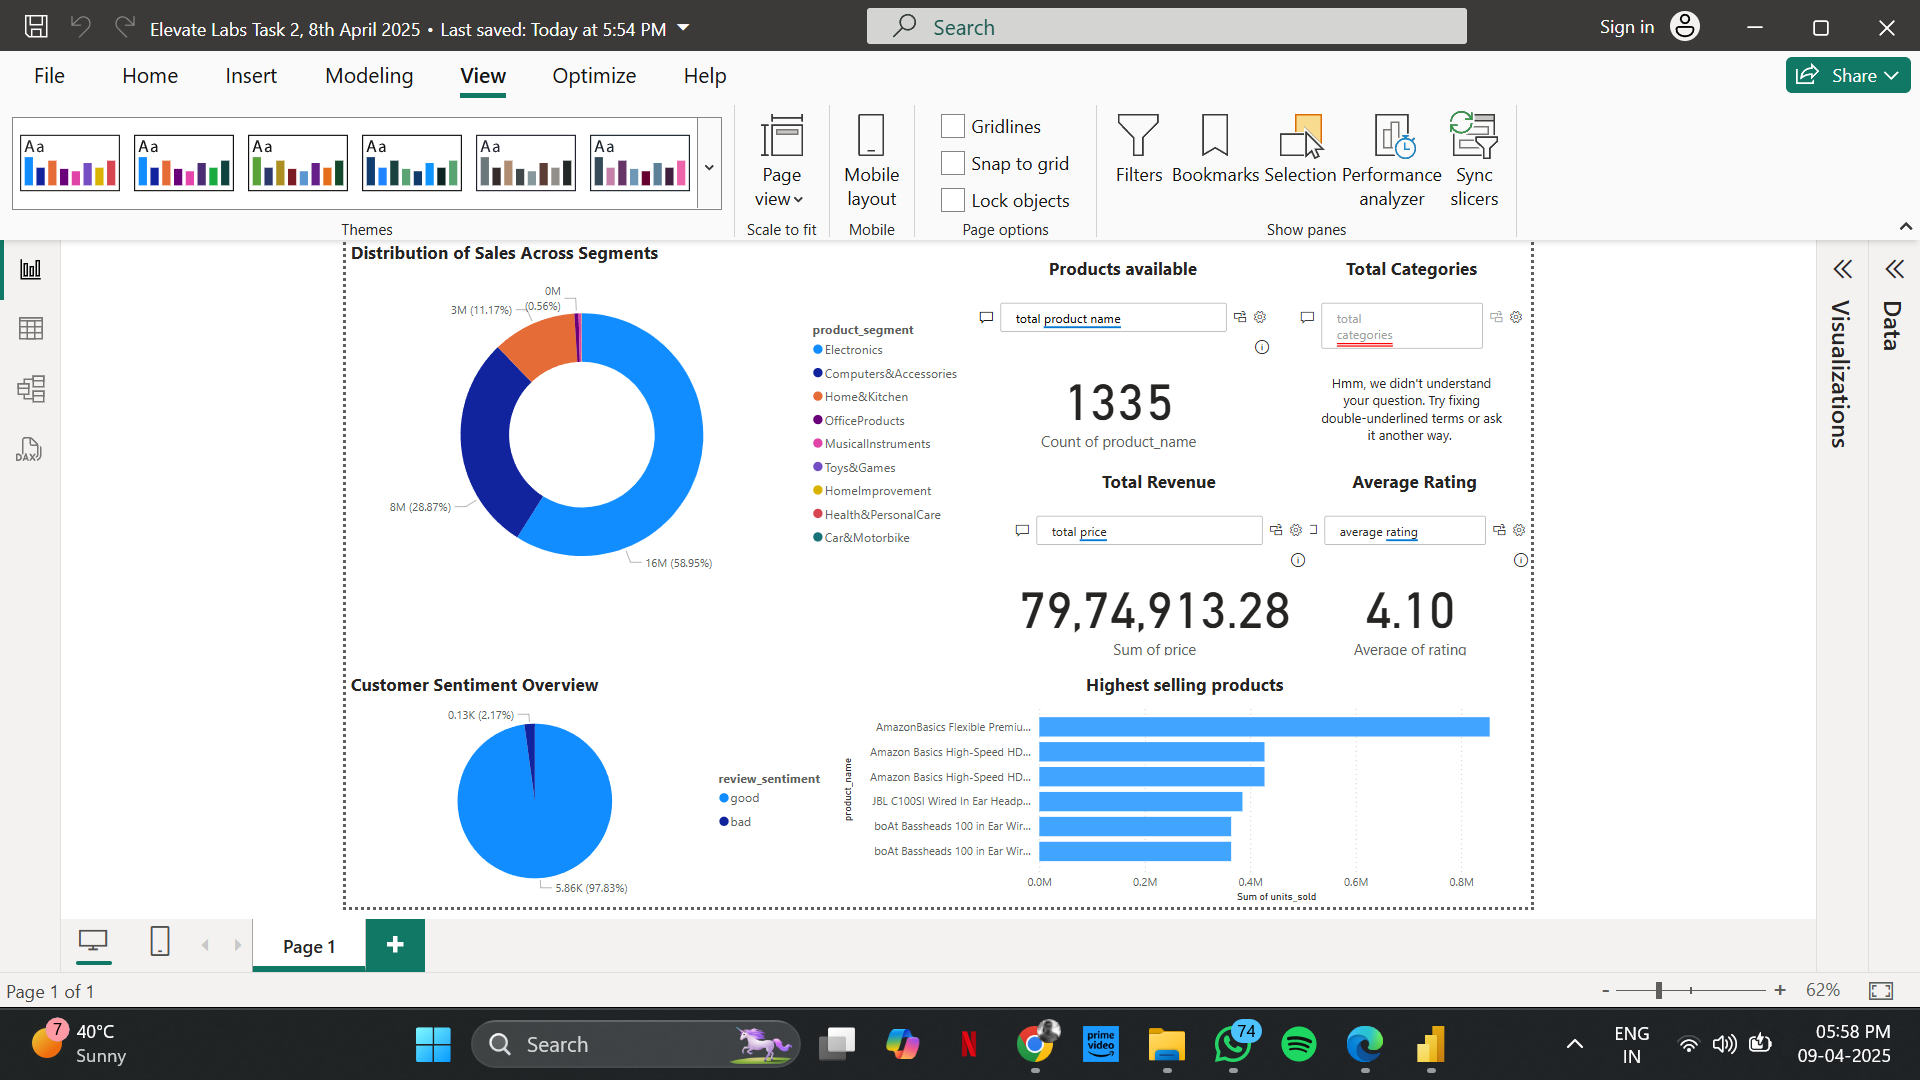 Elevate Labs Task 2, 8th April 2025 • Last saved: Today at 5:54 PM
Search
Sign in
File
Home
Insert
Modeling
View
Optimize
Help
Share
Aa
Aa
Aa
Aa
Aa
Aa
Themes
Page
view
Scale to fit
Mobile
layout
Mobile
Gridlines
Snap to grid
Lock objects
Page options
Filters
Bookmarks
Selection
Performance
analyzer
Sync
slicers
Show panes
DAX
Distribution of Sales Across Segments
0M
(0.56%)
3M (11.17%)
8M (28.87%)
16M (58.95%)
product_segment
Electronics
Computers&Accessories
Home&Kitchen
OfficeProducts
MusicalInstruments
Toys&Games
HomeImprovement
Health&PersonalCare
Car&Motorbike
Products available
total product name
1335
Count of product_name
Total Categories
total
categories
Hmm, we didn't understand
your question. Try fixing
double-underlined terms or ask
it another way.
Total Revenue
total price
79,74,913.28
Sum of price
Average Rating
average rating
4.10
Average of rating
Visualizations
Data
Customer Sentiment Overview
0.13K (2.17%)
5.86K (97.83%)
review_sentiment
good
bad
Highest selling products
product_name
AmazonBasics Flexible Premiu...
Amazon Basics High-Speed HD...
Amazon Basics High-Speed HD...
JBL C100SI Wired In Ear Headp...
boAt Bassheads 100 in Ear Wir...
boAt Bassheads 100 in Ear Wir...
0.0M
0.2M
0.4M
0.6M
0.8M
Sum of units_sold
Page 1
Page 1 of 1
62%
7
40°C
Sunny
Search
N
prime
video
74
ENG
IN
05:58 PM
09-04-2025